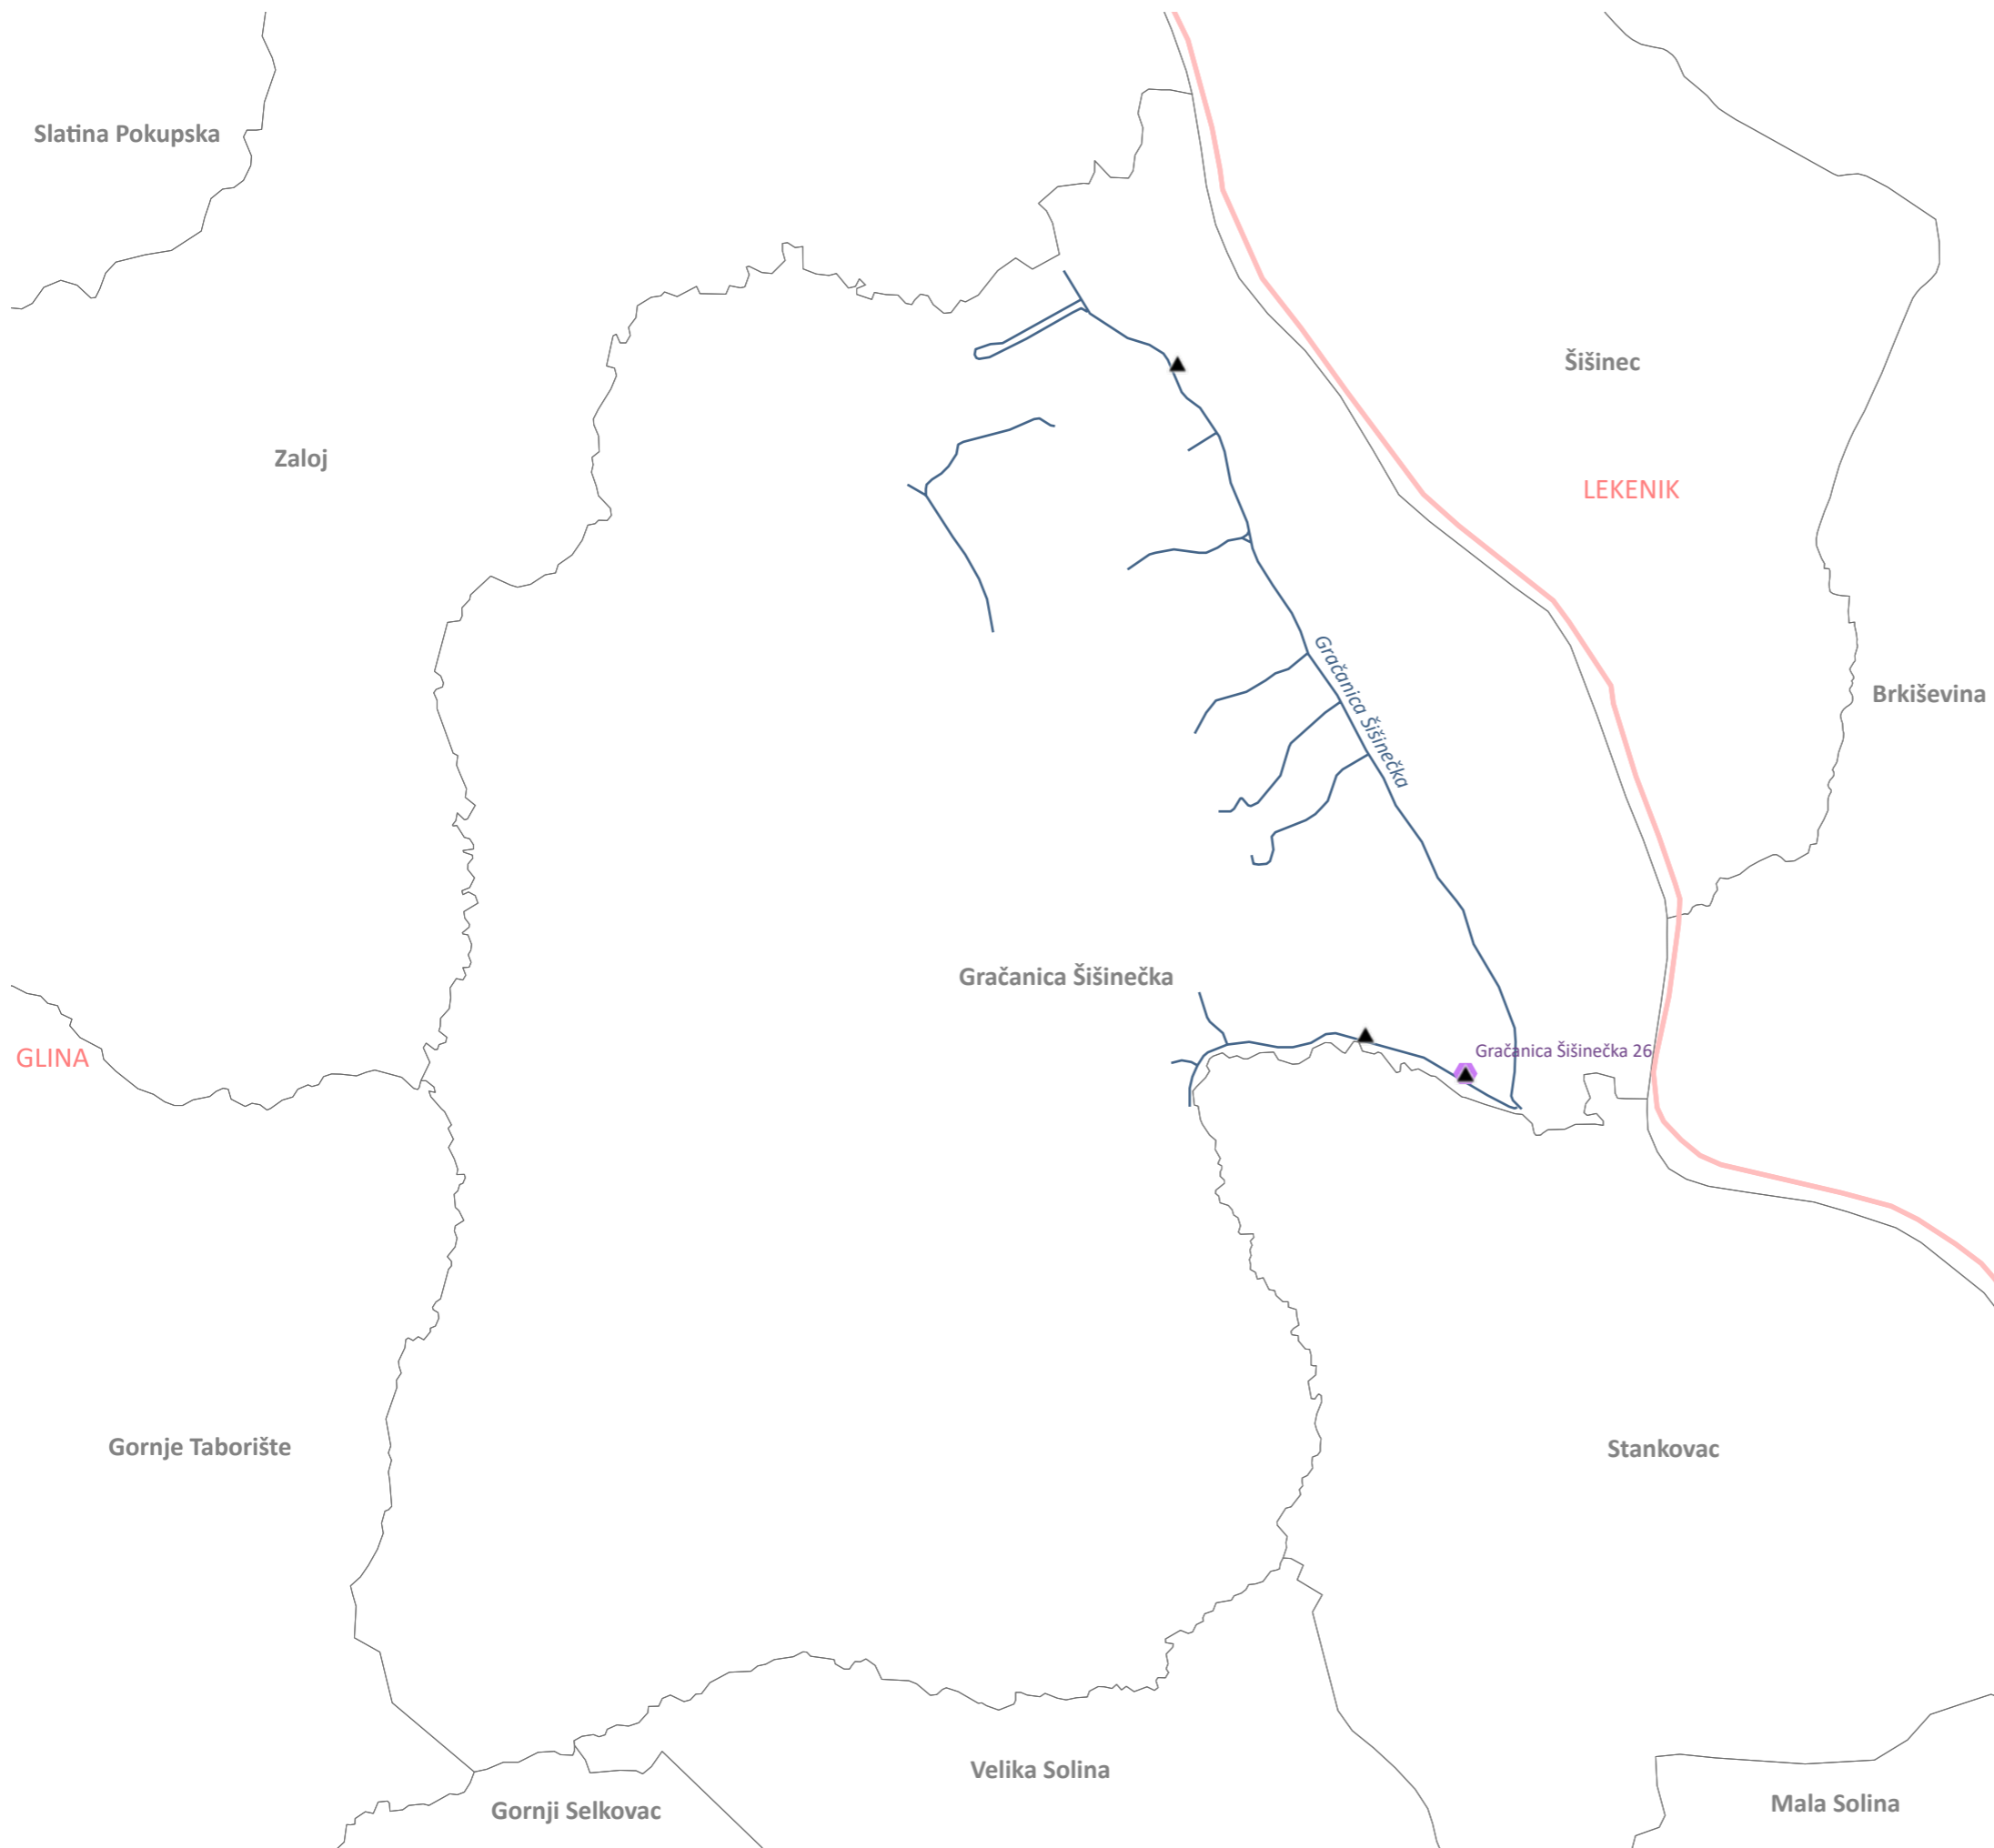 Slatina Pokupska
Šišinec
Zaloj
LEKENIK
Gračanica Šišinečka
Brkiševina
Gračanica Šišinečka
Gračanica Šišinečka 26
GLINA
Gornje Taborište
Stankovac
Velika Solina
Gornji Selkovac
Mala Solina